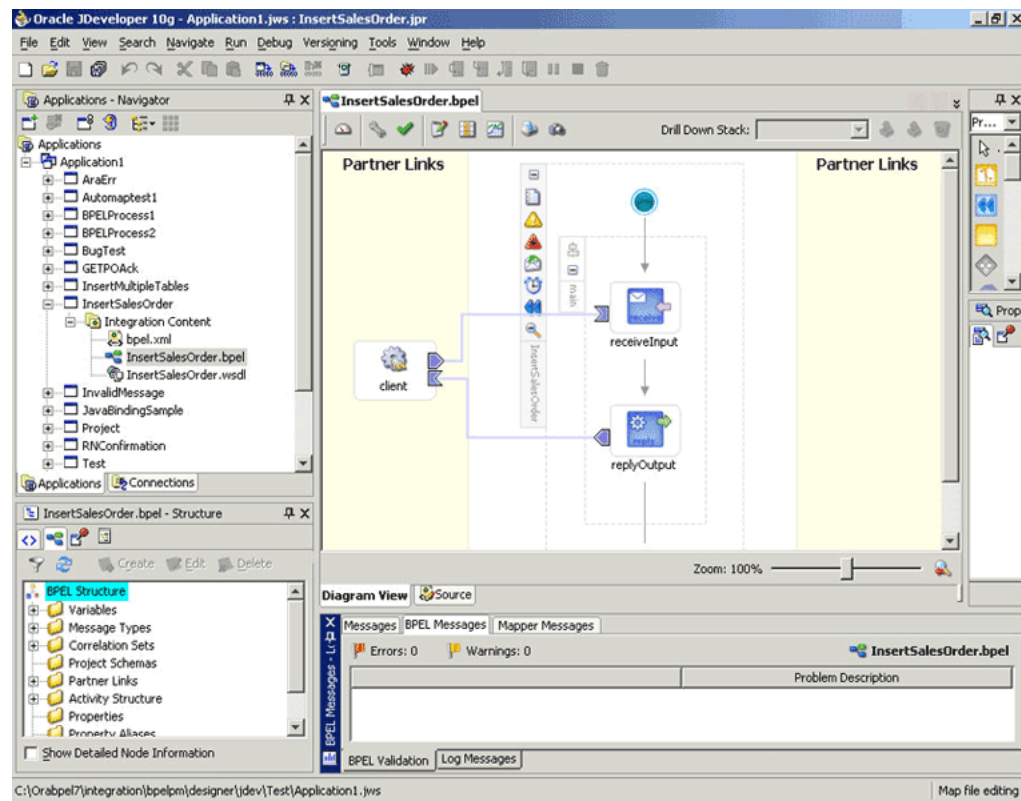 Oracle JDeveloper 10g - Application1.jws : InsertSalesOrder.jpr
File Edit View Search Navigate Run Debug Versioning Tools Window Help
Applications - Navigator
InsertSalesOrder.bpel
Pr...
Drill Down Stack:
Applications
Application1
AraErr
Automaptest1
BPELProcess1
BPELProcess2
BugTest
GETPOAck
InsertMultipleTables
InsertSalesOrder
Integration Content
bpel.xml
InsertSalesOrder.bpel
InsertSalesOrder.wsdl
InvalidMessage
JavaBindingSample
Project
RNConfirmation
Test
Applications Connections
Partner Links
Partner Links
main
InsertSalesOrder
receive
receiveInput
client
reply
replyOutput
Prop
Zoom: 100%
Diagram View Source
InsertSalesOrder.bpel - Structure
Create Edit Delete
BPEL Structure
Variables
Message Types
Correlation Sets
Project Schemas
Partner Links
Activity Structure
Properties
Property Aliases
Show Detailed Node Information
Messages BPEL Messages Mapper Messages
Errors: 0 Warnings: 0 InsertSalesOrder.bpel
Problem Description
BPEL Messages - Lo
BPEL Validation Log Messages
C:\Orabpel7\integration\bpelpm\designer\jdev\Test\Application1.jws
Map file editing